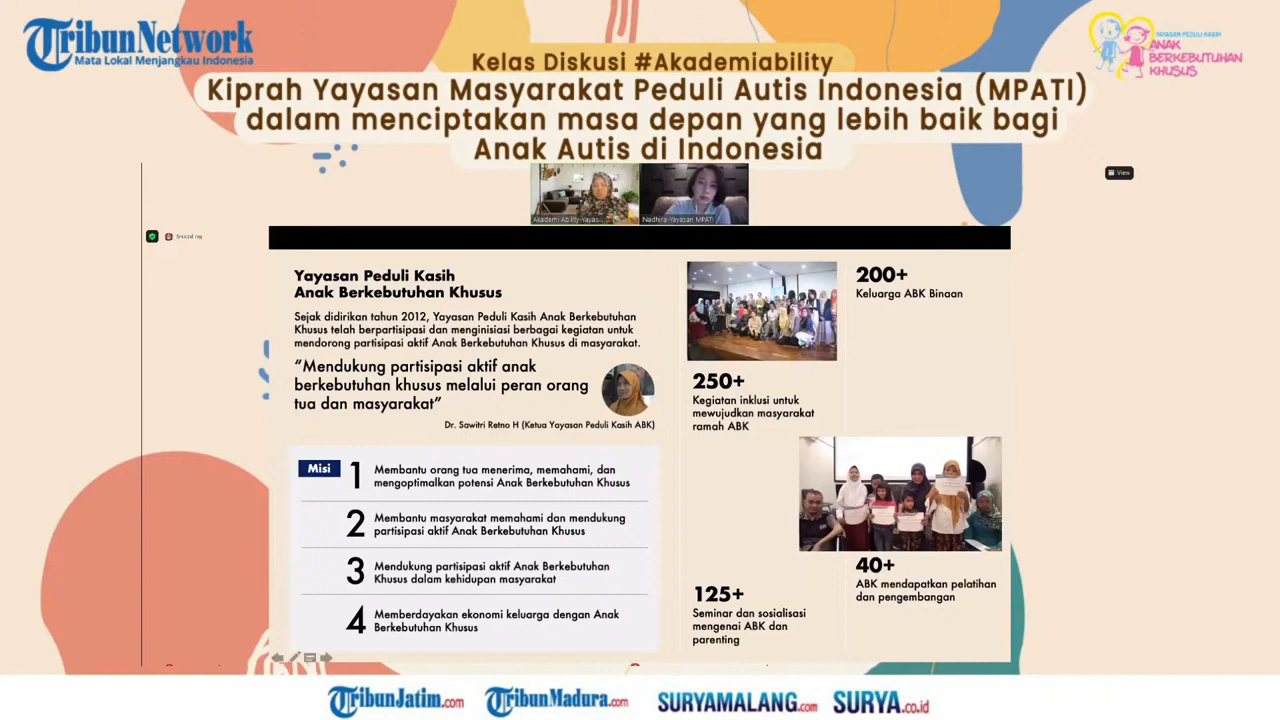 TribunNetwork
Mata Lokal Menjangkau Indonesia
YAYASAN PEDULI KASIH
ANAK
BERKEBUTUHAN
KHUSUS
Kelas Diskusi #Akademiability
Kiprah Yayasan Masyarakat Peduli Autis Indonesia (MPATI)
dalam menciptakan masa depan yang lebih baik bagi
Anak Autis di Indonesia
View
Akademi Ability-Yayas...
Nadhira-Yayasan MPATI
Yayasan Peduli Kasih
Anak Berkebutuhan Khusus
Sejak didirikan tahun 2012, Yayasan Peduli Kasih Anak Berkebutuhan
Khusus telah berpartisipasi dan menginisiasi berbagai kegiatan untuk
mendorong partisipasi aktif Anak Berkebutuhan Khusus di masyarakat.
“Mendukung partisipasi aktif anak
berkebutuhan khusus melalui peran orang
tua dan masyarakat”
Dr. Sawitri Retno H (Ketua Yayasan Peduli Kasih ABK)
Misi
1 Membantu orang tua menerima, memahami, dan
mengoptimalkan potensi Anak Berkebutuhan Khusus
2 Membantu masyarakat memahami dan mendukung
partisipasi aktif Anak Berkebutuhan Khusus
3 Mendukung partisipasi aktif Anak Berkebutuhan
Khusus dalam kehidupan masyarakat
4 Memberdayakan ekonomi keluarga dengan Anak
Berkebutuhan Khusus
200+
Keluarga ABK Binaan
250+
Kegiatan inklusi untuk
mewujudkan masyarakat
ramah ABK
40+
ABK mendapatkan pelatihan
dan pengembangan
125+
Seminar dan sosialisasi
mengenai ABK dan
parenting
TribunJatim.com
TribunMadura.com
SURYAMALANG.com
SURYA.co.id